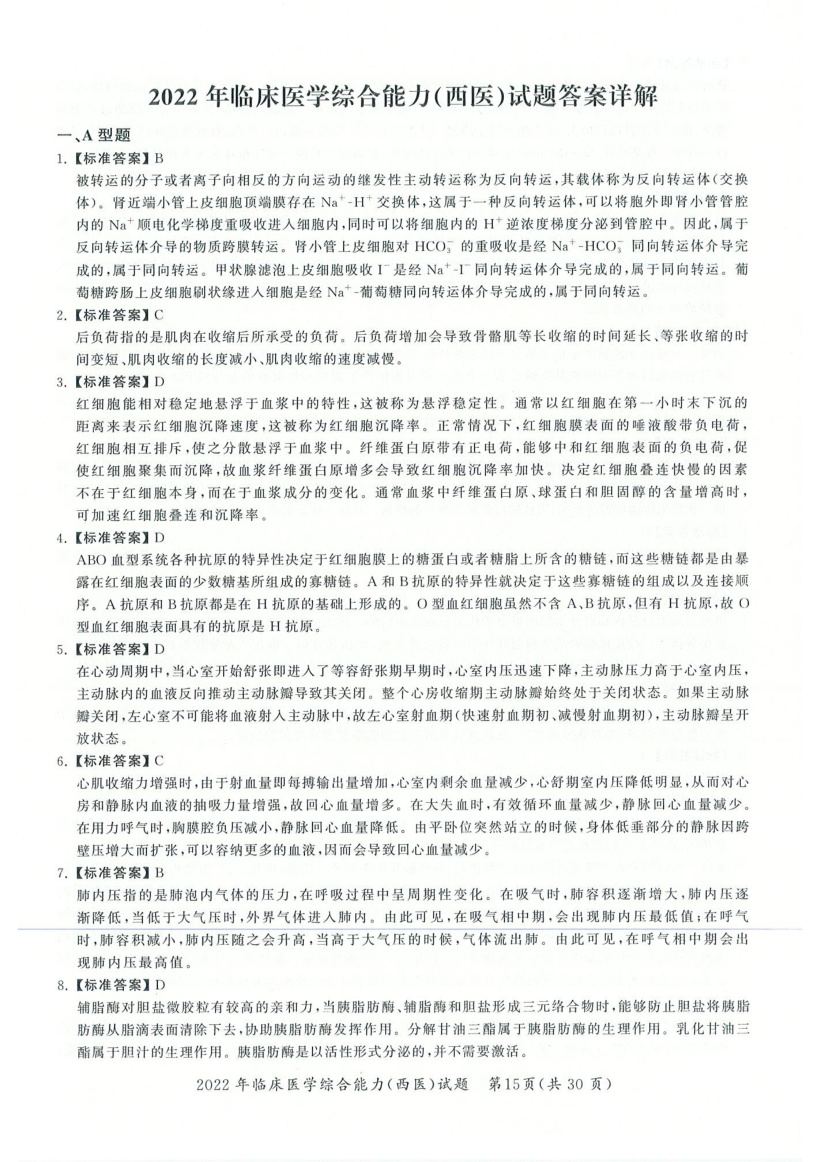 2022 年临床医学综合能力(西医)试题答案详解
一、A 型题
1.【标准答案】B
被转运的分子或者离子向相反的方向运动的继发性主动转运称为反向转运,其载体称为反向转运体(交换
体)。肾近端小管上皮细胞顶端膜存在 Na⁺-H⁺ 交换体,这属于一种反向转运体,可以将胞外即肾小管管腔
内的 Na⁺ 顺电化学梯度重吸收进入细胞内,同时可以将细胞内的 H⁺ 逆浓度梯度分泌到管腔中。因此,属于
反向转运体介导的物质跨膜转运。肾小管上皮细胞对 HCO₃⁻ 的重吸收是经 Na⁺-HCO₃⁻ 同向转运体介导完
成的,属于同向转运。甲状腺滤泡上皮细胞吸收 I⁻ 是经 Na⁺-I⁻ 同向转运体介导完成的,属于同向转运。葡
萄糖跨肠上皮细胞刷状缘进入细胞是经 Na⁺-葡萄糖同向转运体介导完成的,属于同向转运。
2.【标准答案】C
后负荷指的是肌肉在收缩后所承受的负荷。后负荷增加会导致骨骼肌等长收缩的时间延长、等张收缩的时
间变短、肌肉收缩的长度减小、肌肉收缩的速度减慢。
3.【标准答案】D
红细胞能相对稳定地悬浮于血浆中的特性,这被称为悬浮稳定性。通常以红细胞在第一小时末下沉的
距离来表示红细胞沉降速度,这被称为红细胞沉降率。正常情况下,红细胞膜表面的唾液酸带负电荷,
红细胞相互排斥,使之分散悬浮于血浆中。纤维蛋白原带有正电荷,能够中和红细胞表面的负电荷,促
使红细胞聚集而沉降,故血浆纤维蛋白原增多会导致红细胞沉降率加快。决定红细胞叠连快慢的因素
不在于红细胞本身,而在于血浆成分的变化。通常血浆中纤维蛋白原、球蛋白和胆固醇的含量增高时,
可加速红细胞叠连和沉降率。
4.【标准答案】D
ABO 血型系统各种抗原的特异性决定于红细胞膜上的糖蛋白或者糖脂上所含的糖链,而这些糖链都是由暴
露在红细胞表面的少数糖基所组成的寡糖链。A 和 B 抗原的特异性就决定于这些寡糖链的组成以及连接顺
序。A 抗原和 B 抗原都是在 H 抗原的基础上形成的。O 型血红细胞虽然不含 A、B 抗原,但有 H 抗原,故 O
型血红细胞表面具有的抗原是 H 抗原。
5.【标准答案】D
在心动周期中,当心室开始舒张即进入了等容舒张期早期时,心室内压迅速下降,主动脉压力高于心室内压,
主动脉内的血液反向推动主动脉瓣导致其关闭。整个心房收缩期主动脉瓣始终处于关闭状态。如果主动脉
瓣关闭,左心室不可能将血液射入主动脉中,故左心室射血期(快速射血期初、减慢射血期初),主动脉瓣呈开
放状态。
6.【标准答案】C
心肌收缩力增强时,由于射血量即每搏输出量增加,心室内剩余血量减少,心舒期室内压降低明显,从而对心
房和静脉内血液的抽吸力量增强,故回心血量增多。在大失血时,有效循环血量减少,静脉回心血量减少。
在用力呼气时,胸膜腔负压减小,静脉回心血量降低。由平卧位突然站立的时候,身体低垂部分的静脉因跨
壁压增大而扩张,可以容纳更多的血液,因而会导致回心血量减少。
7.【标准答案】B
肺内压指的是肺泡内气体的压力,在呼吸过程中呈周期性变化。在吸气时,肺容积逐渐增大,肺内压逐
渐降低,当低于大气压时,外界气体进入肺内。由此可见,在吸气相中期,会出现肺内压最低值;在呼气
时,肺容积减小,肺内压随之会升高,当高于大气压的时候,气体流出肺。由此可见,在呼气相中期会出
现肺内压最高值。
8.【标准答案】D
辅脂酶对胆盐微胶粒有较高的亲和力,当胰脂肪酶、辅脂酶和胆盐形成三元络合物时,能够防止胆盐将胰脂
肪酶从脂滴表面清除下去,协助胰脂肪酶发挥作用。分解甘油三酯属于胰脂肪酶的生理作用。乳化甘油三
酯属于胆汁的生理作用。胰脂肪酶是以活性形式分泌的,并不需要激活。
2022 年临床医学综合能力(西医)试题 第15页(共 30 页)